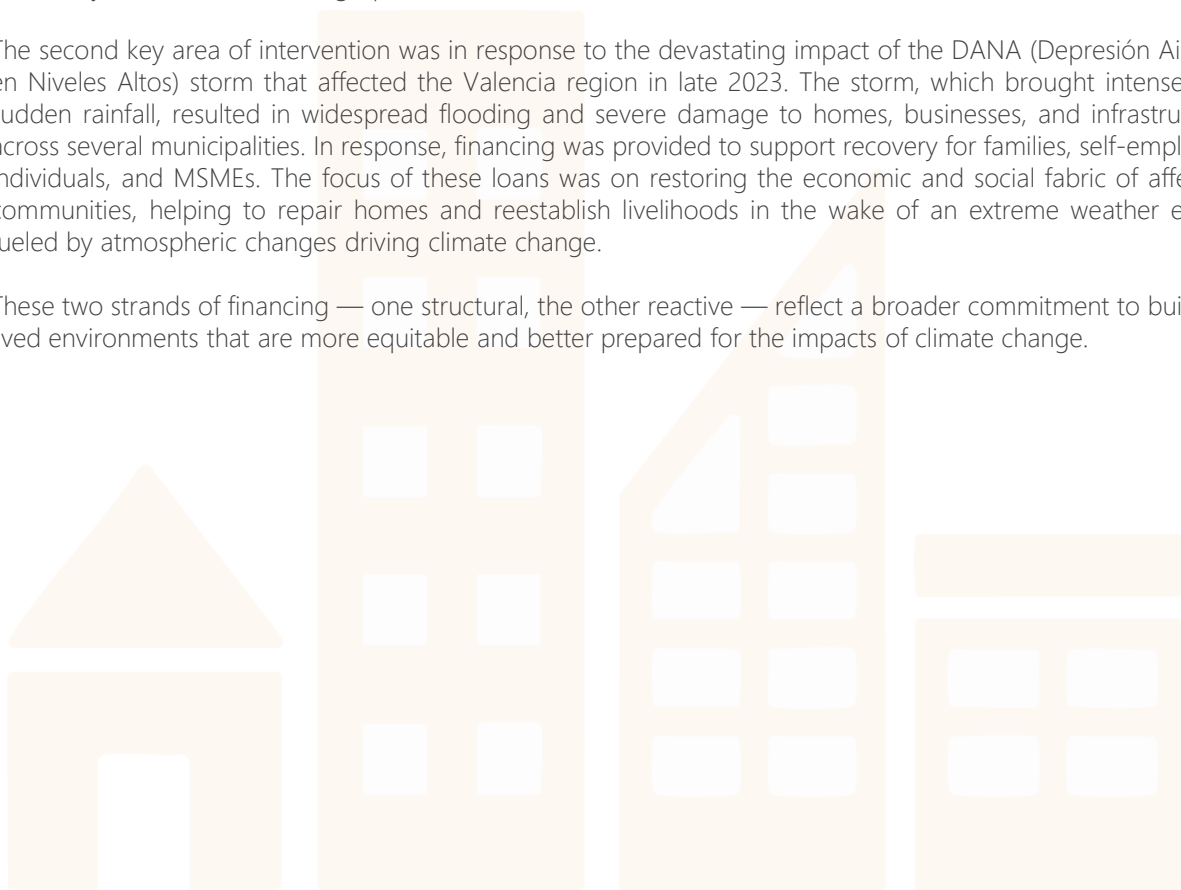 The second key area of intervention was in response to the devastating impact of the DANA (Depresión Ai
en Niveles Altos) storm that affected the Valencia region in late 2023. The storm, which brought intense
udden rainfall, resulted in widespread flooding and severe damage to homes, businesses, and infrastru
across several municipalities. In response, financing was provided to support recovery for families, self-empl
ndividuals, and MSMEs. The focus of these loans was on restoring the economic and social fabric of affe
communities, helping to repair homes and reestablish livelihoods in the wake of an extreme weather e
ueled by atmospheric changes driving climate change.
These two strands of financing — one structural, the other reactive — reflect a broader commitment to bui
ived environments that are more equitable and better prepared for the impacts of climate change.